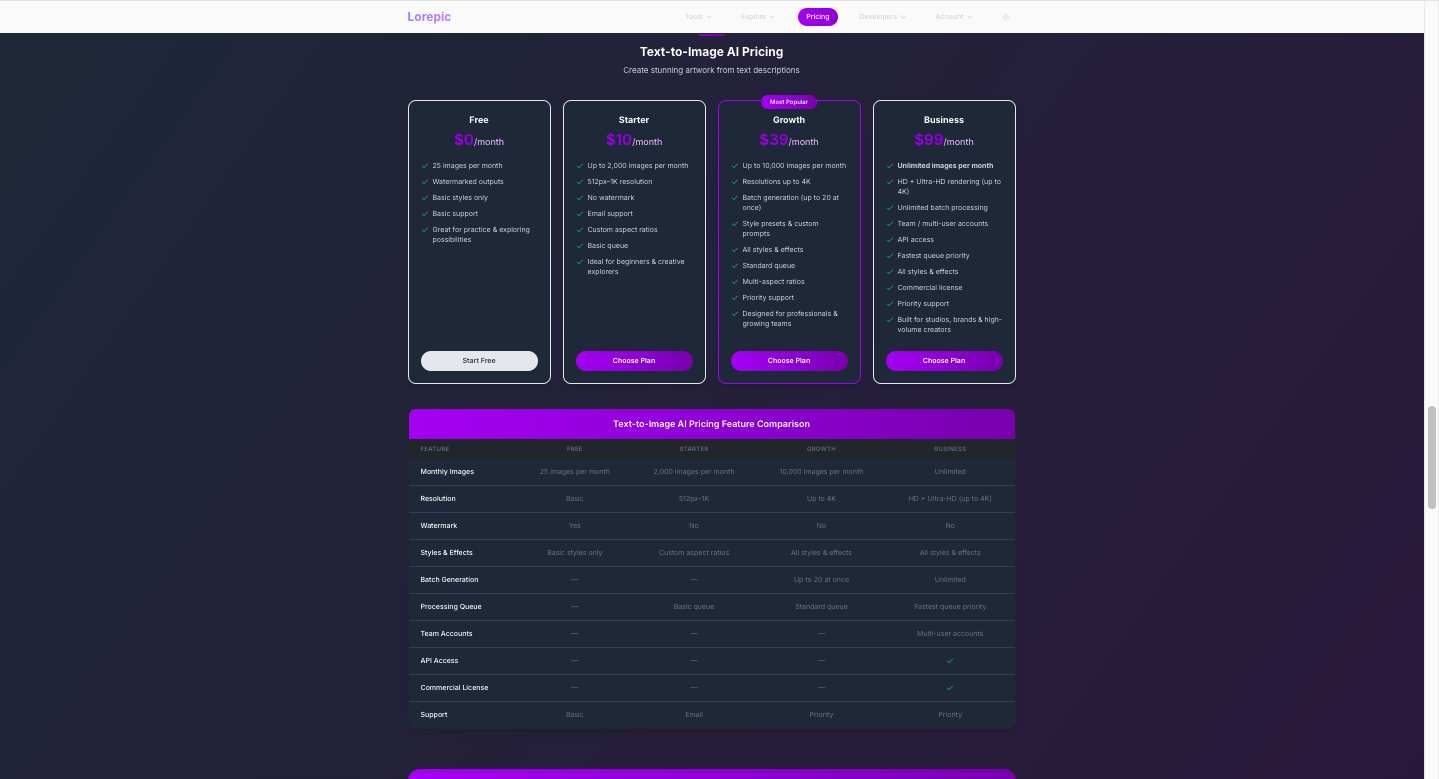 Lorepic
Tools
Explore
Pricing
Developers
Account
Text-to-Image AI Pricing
Create stunning artwork from text descriptions
Free
$0/month
25 images per month
Watermarked outputs
Basic styles only
Basic support
Great for practice & exploring
possibilities
Start Free
Starter
$10/month
Up to 2,000 images per month
512px–1K resolution
No watermark
Email support
Custom aspect ratios
Basic queue
Ideal for beginners & creative
explorers
Choose Plan
Most Popular
Growth
$39/month
Up to 10,000 images per month
Resolutions up to 4K
Batch generation (up to 20 at
once)
Style presets & custom
prompts
All styles & effects
Standard queue
Multi-aspect ratios
Priority support
Designed for professionals &
growing teams
Choose Plan
Business
$99/month
Unlimited images per month
HD + Ultra-HD rendering (up to
4K)
Unlimited batch processing
Team / multi-user accounts
API access
Fastest queue priority
All styles & effects
Commercial license
Priority support
Built for studios, brands & high-
volume creators
Choose Plan
Text-to-Image AI Pricing Feature Comparison
FEATURE FREE STARTER GROWTH BUSINESS
Monthly Images 25 images per month 2,000 images per month 10,000 images per month Unlimited
Resolution Basic 512px–1K Up to 4K HD + Ultra-HD (up to 4K)
Watermark Yes No No No
Styles & Effects Basic styles only Custom aspect ratios All styles & effects All styles & effects
Batch Generation — — Up to 20 at once Unlimited
Processing Queue — Basic queue Standard queue Fastest queue priority
Team Accounts — — — Multi-user accounts
API Access — — — ✓
Commercial License — — — ✓
Support Basic Email Priority Priority